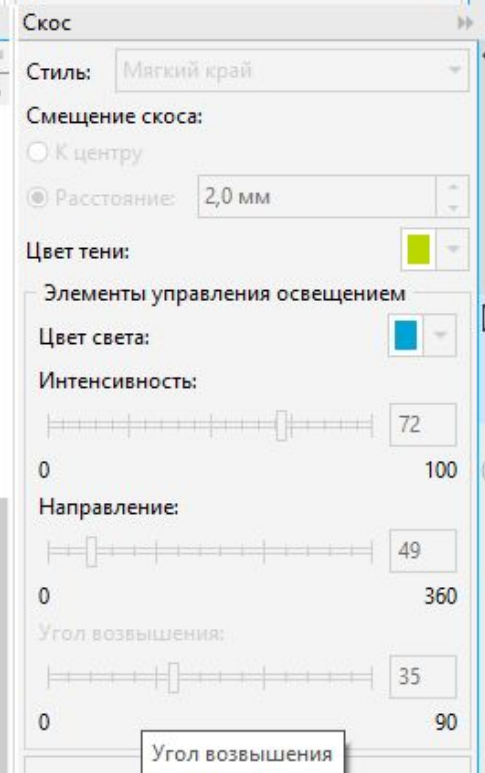 Скос
Стиль: Мягкий край
Смещение скоса:
К центру
Расстояние: 2,0 мм
Цвет тени:
Элементы управления освещением
Цвет света:
Интенсивность:
72
0 100
Направление:
49
0 360
Угол возвышения:
35
0 90
Угол возвышения